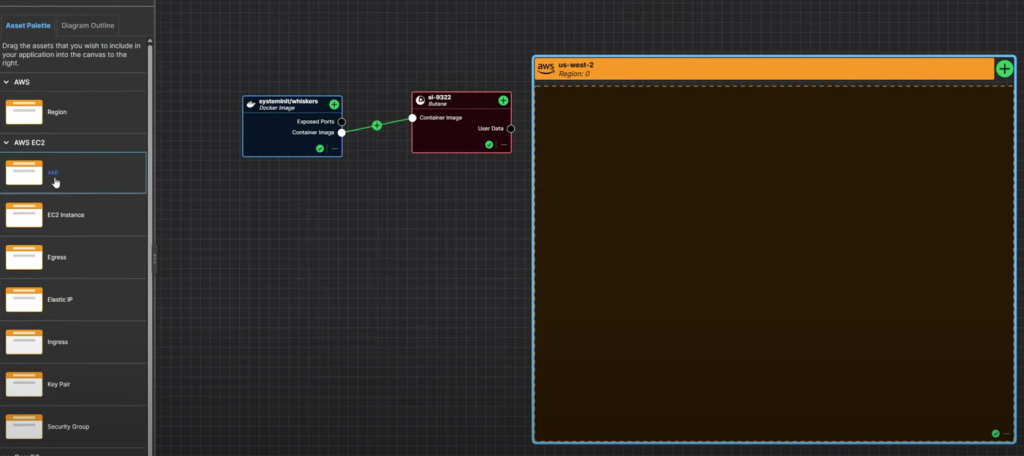 Asset Palette
Diagram Outline
Drag the assets that you wish to include in
your application into the canvas to the
right.
AWS
Region
AWS EC2
AMI
EC2 Instance
Egress
Elastic IP
Ingress
Key Pair
Security Group
systeminit/whiskers
Docker Image
Exposed Ports
Container Image
si-9322
Butane
Container Image
User Data
aws
us-west-2
Region: 0